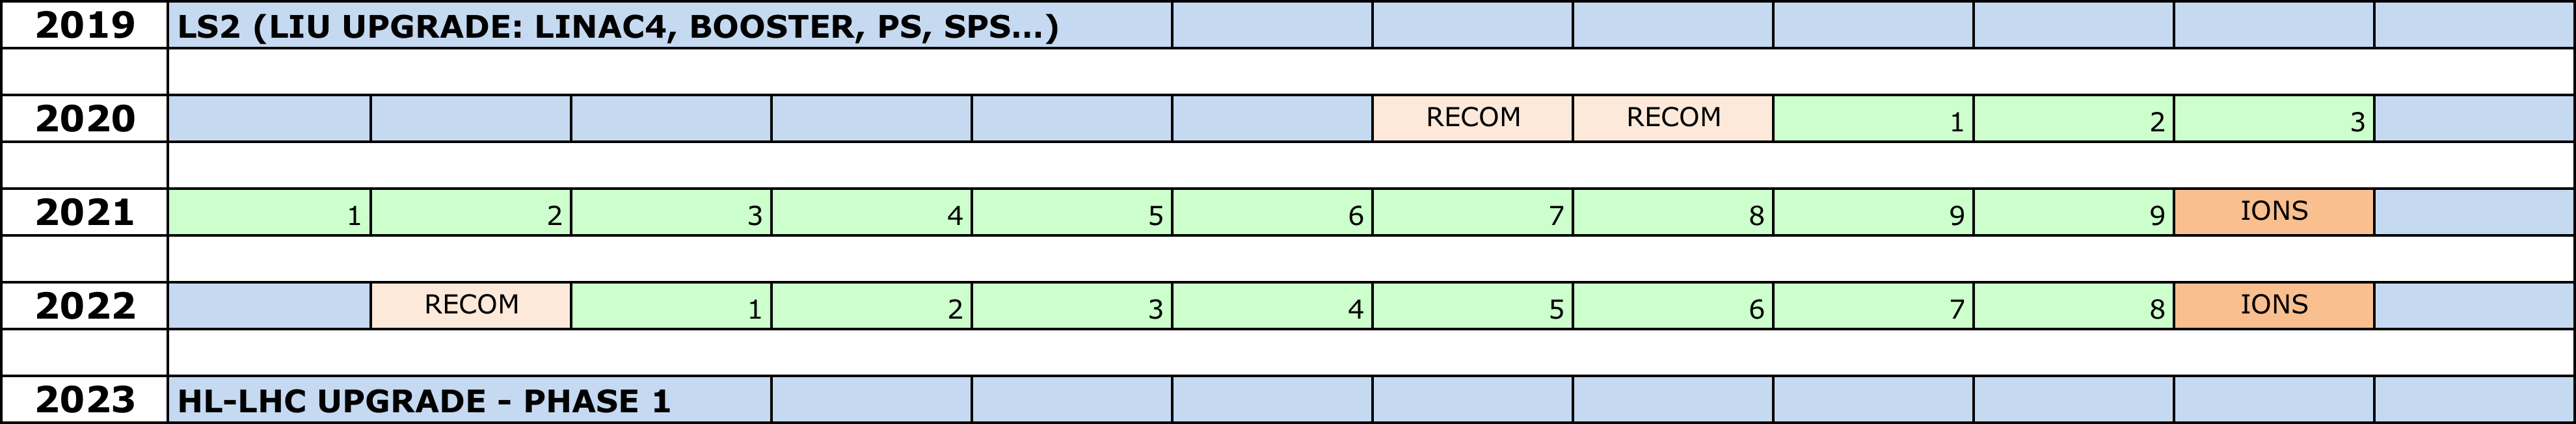 2019 LS2 (LIU UPGRADE: LINAC4, BOOSTER, PS, SPS...)
2020 RECOM RECOM 1 2 3
2021 1 2 3 4 5 6 7 8 9 9 IONS
2022 RECOM 1 2 3 4 5 6 7 8 IONS
2023 HL-LHC UPGRADE - PHASE 1